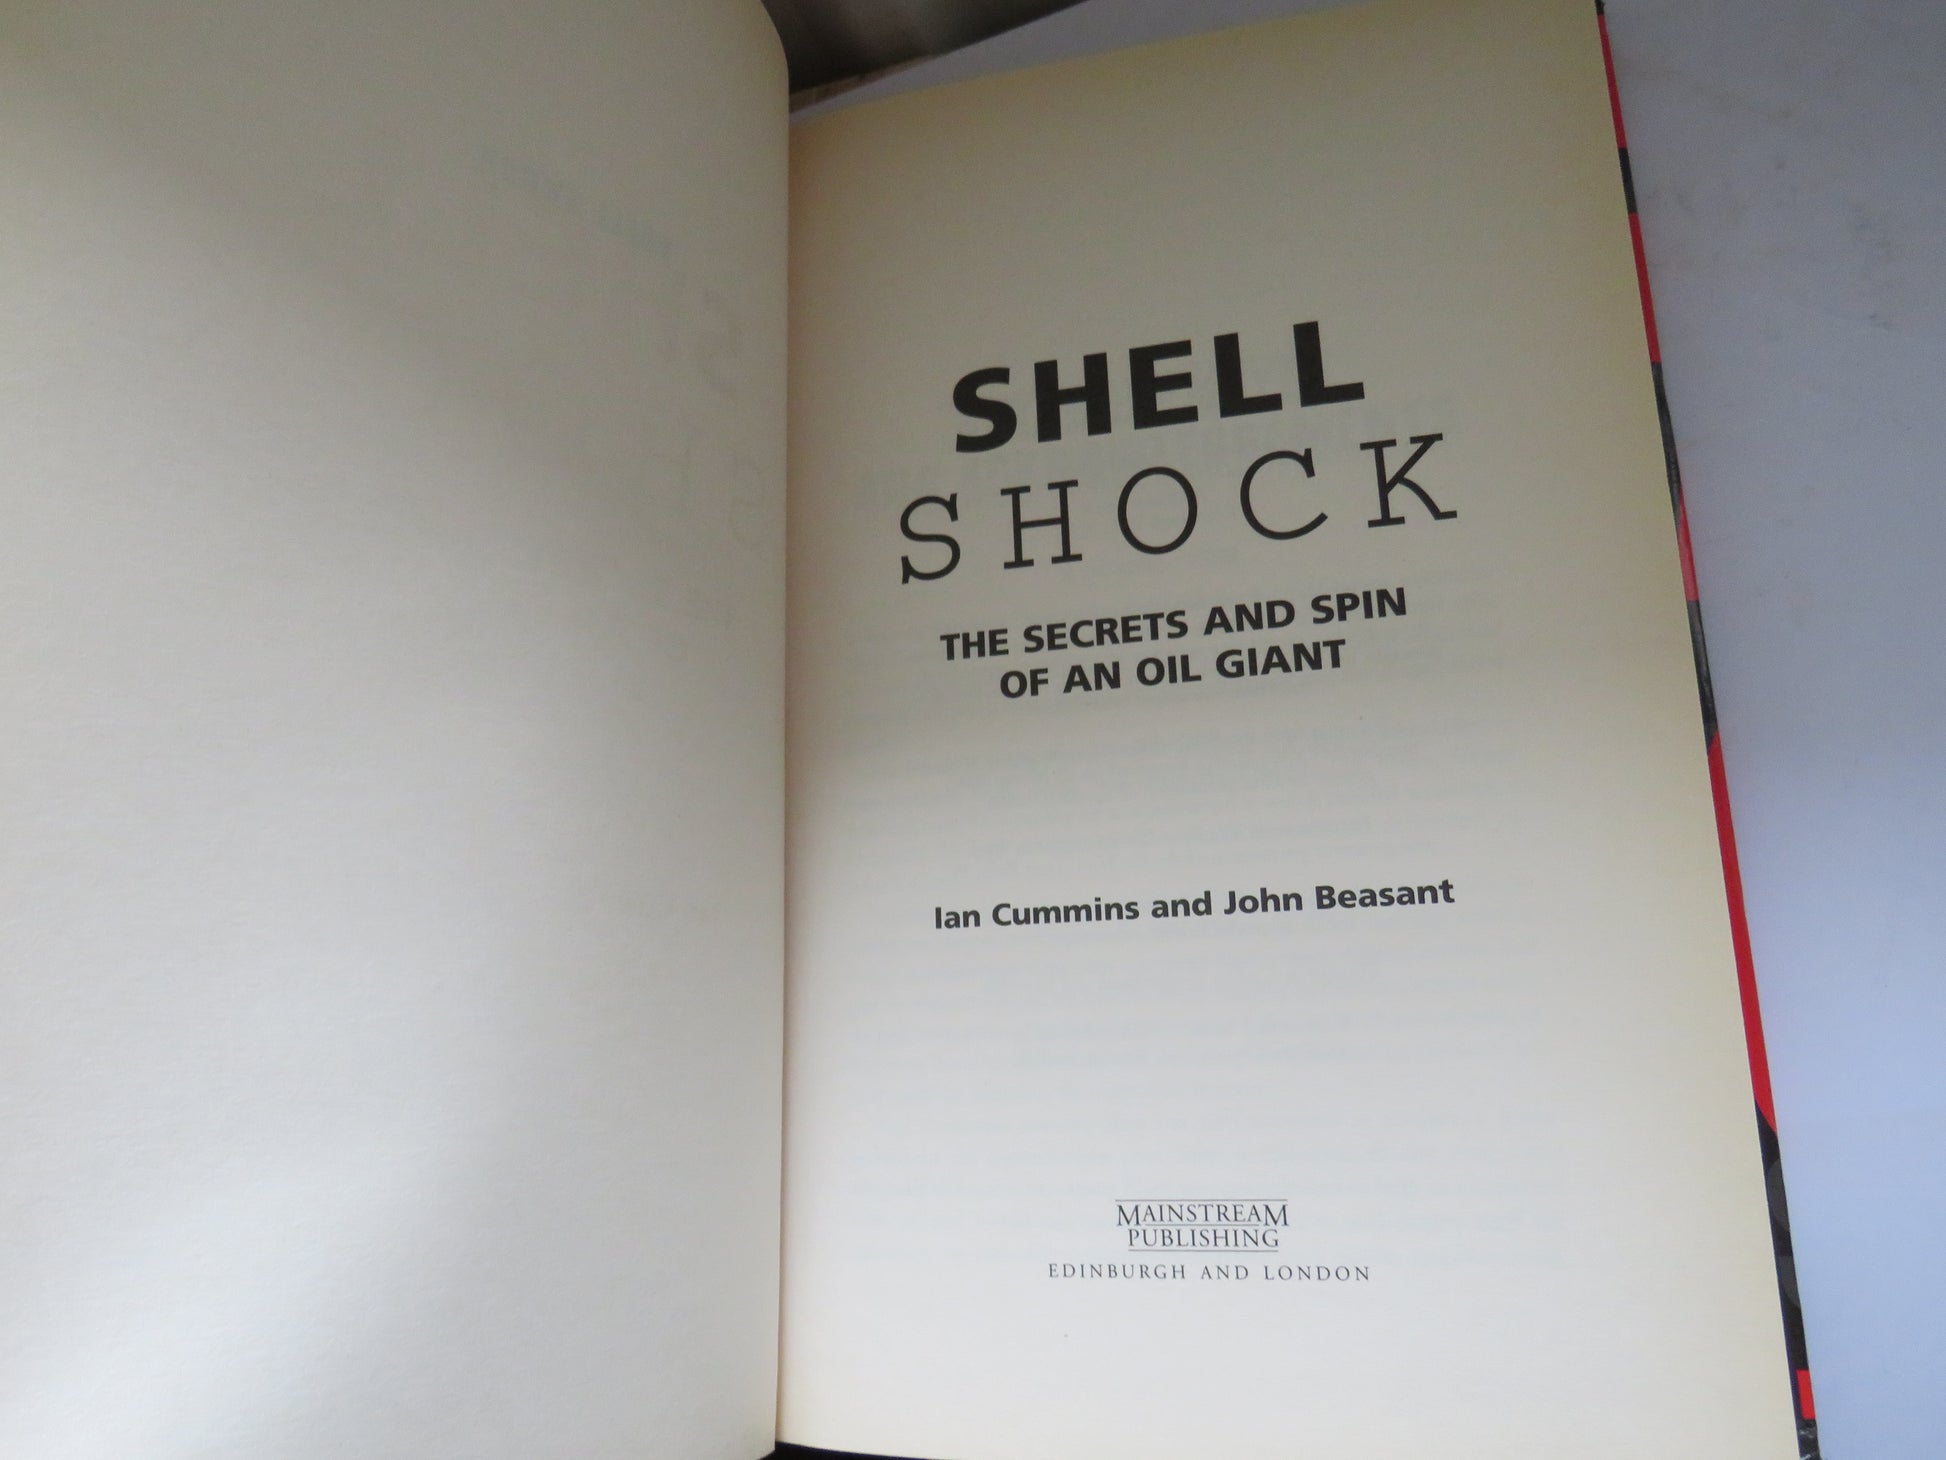 SHELL
SHOCK
THE SECRETS AND SPIN
OF AN OIL GIANT
Ian Cummins and John Beasant
MAINSTREAM
PUBLISHING
EDINBURGH AND LONDON